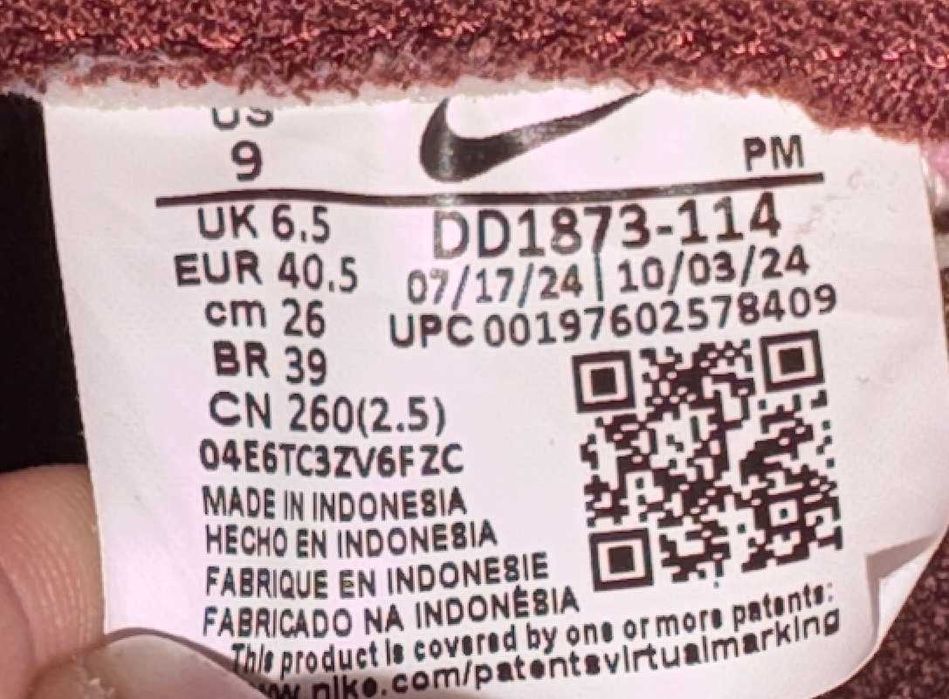 US
9
PM
UK 6.5
DD1873-114
EUR 40.5
07/17/24 | 10/03/24
cm 26
UPC 001976025​78409
BR 39
CN 260(2.5)
04E6TC3ZV6FZC
MADE IN INDONESIA
HECHO EN INDONESIA
FABRIQUE EN INDONESIE
FABRICADO NA INDONÉSIA
This product is covered by one or more patents:
nike.com/patentsvirtualmarking